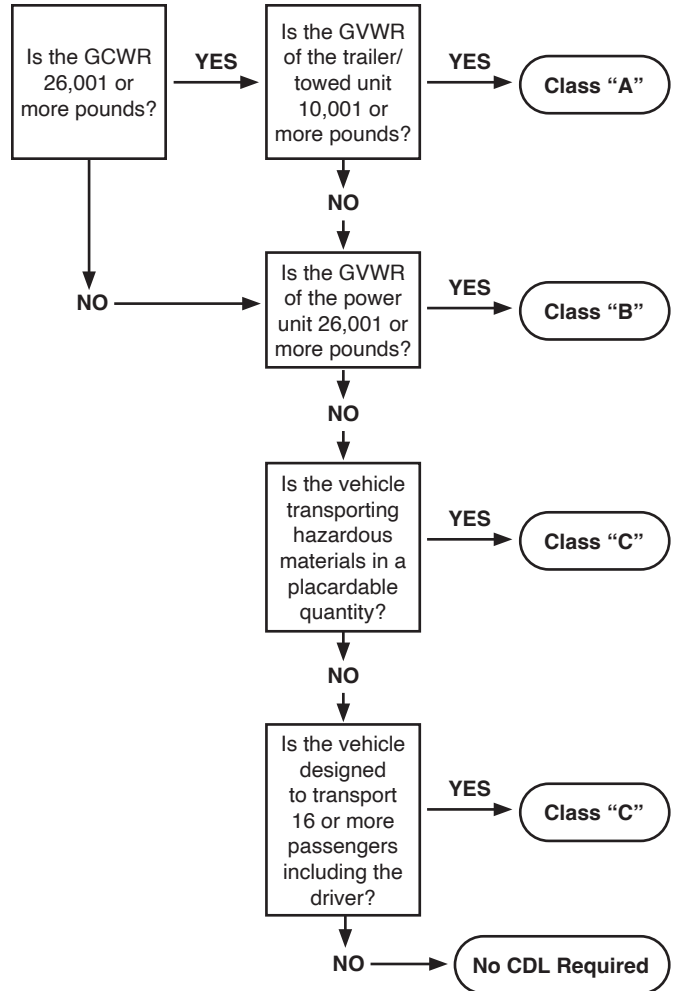 Is the GCWR
26,001 or
more pounds?
YES
Is the GVWR
of the trailer/
towed unit
10,001 or
more pounds?
YES
Class “A”
NO
NO
Is the GVWR
of the power
unit 26,001 or
more pounds?
YES
Class “B”
NO
Is the vehicle
transporting
hazardous
materials in a
placardable
quantity?
YES
Class “C”
NO
Is the vehicle
designed
to transport
16 or more
passengers
including the
driver?
YES
Class “C”
NO
No CDL Required